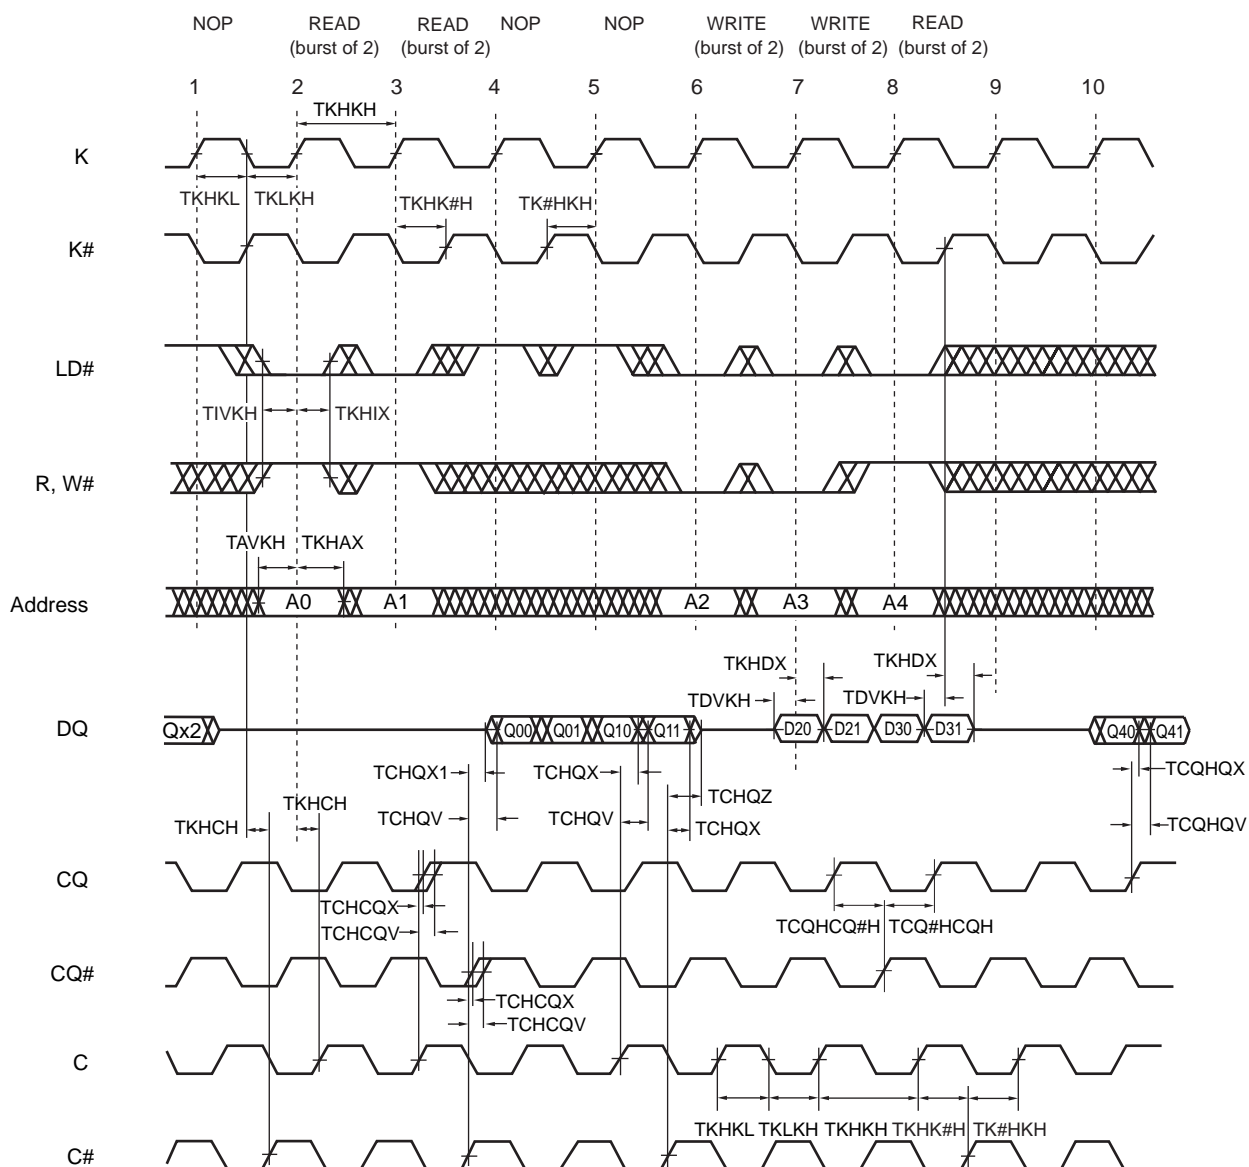 NOP READ READ NOP NOP WRITE WRITE READ
(burst of 2) (burst of 2) (burst of 2) (burst of 2) (burst of 2)
1 2 3 4 5 6 7 8 9 10
TKHKH
K
TKHKL TKLKH TKHK#H TK#HKH
K#
LD#
TIVKH TKHIX
R, W#
TAVKH TKHAX
Address A0 A1 A2 A3 A4
TKHDX TKHDX
TDVKH TDVKH
DQ Qx2 Q00 Q01 Q10 Q11 D20 D21 D30 D31 Q40 Q41
TCHQX1 TCHQX TCQHQX
TCHQZ
TKHCH
TKHCH TCHQV TCHQV TCHQX TCQHQV
CQ
TCHCQX
TCQHCQ#H TCQ#HCQH
TCHCQV
CQ#
TCHCQX
TCHCQV
C
TKHKL TKLKH TKHKH TKHK#H TK#HKH
C#